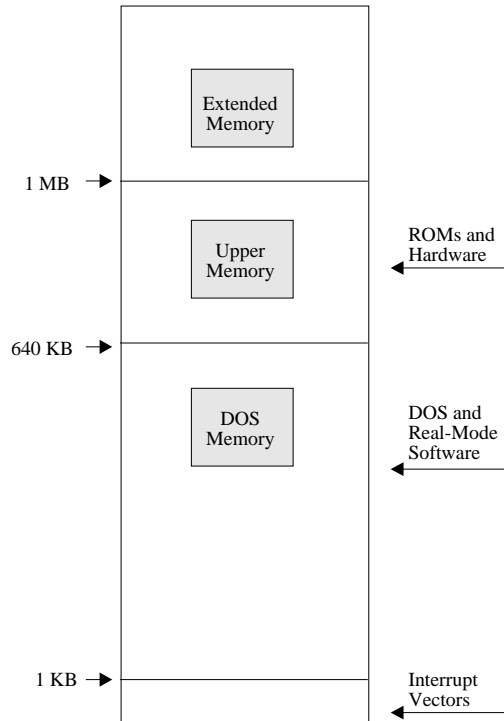 Extended
Memory
1 MB
Upper
Memory
ROMs and
Hardware
640 KB
DOS
Memory
DOS and
Real-Mode
Software
1 KB
Interrupt
Vectors